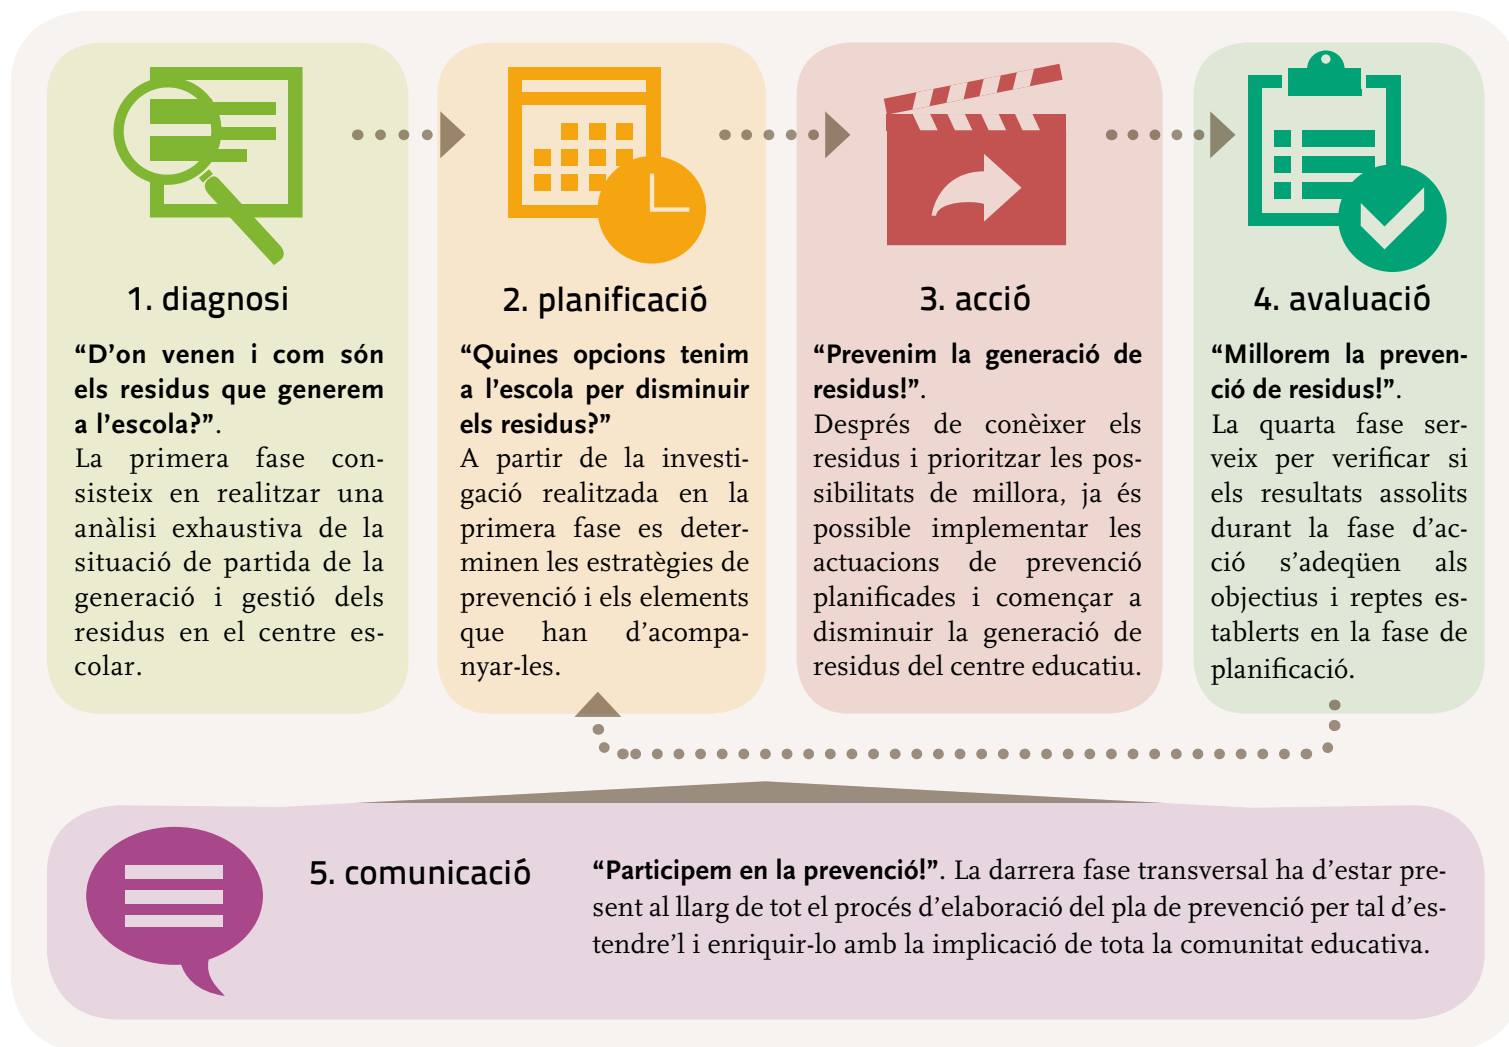 1. diagnosi
“D’on venen i com són
els residus que generem
a l’escola?”.
La primera fase con-
sisteix en realitzar una
anàlisi exhaustiva de la
situació de partida de la
generació i gestió dels
residus en el centre es-
colar.
2. planificació
“Quines opcions tenim
a l’escola per disminuir
els residus?”
A partir de la investi-
gació realitzada en la
primera fase es deter-
minen les estratègies de
prevenció i els elements
que han d’acompa-
nyar-les.
3. acció
“Prevenim la generació de
residus!”.
Després de conèixer els
residus i prioritzar les pos-
sibilitats de millora, ja és
possible implementar les
actuacions de prevenció
planificades i començar a
disminuir la generació de
residus del centre educatiu.
4. avaluació
“Millorem la preven-
ció de residus!”.
La quarta fase ser-
veix per verificar si
els resultats assolits
durant la fase d’ac-
ció s’adeqüen als
objectius i reptes es-
tablerts en la fase de
planificació.
5. comunicació
“Participem en la prevenció!”. La darrera fase transversal ha d’estar pre-
sent al llarg de tot el procés d’elaboració del pla de prevenció per tal d’es-
tendre’l i enriquir-lo amb la implicació de tota la comunitat educativa.